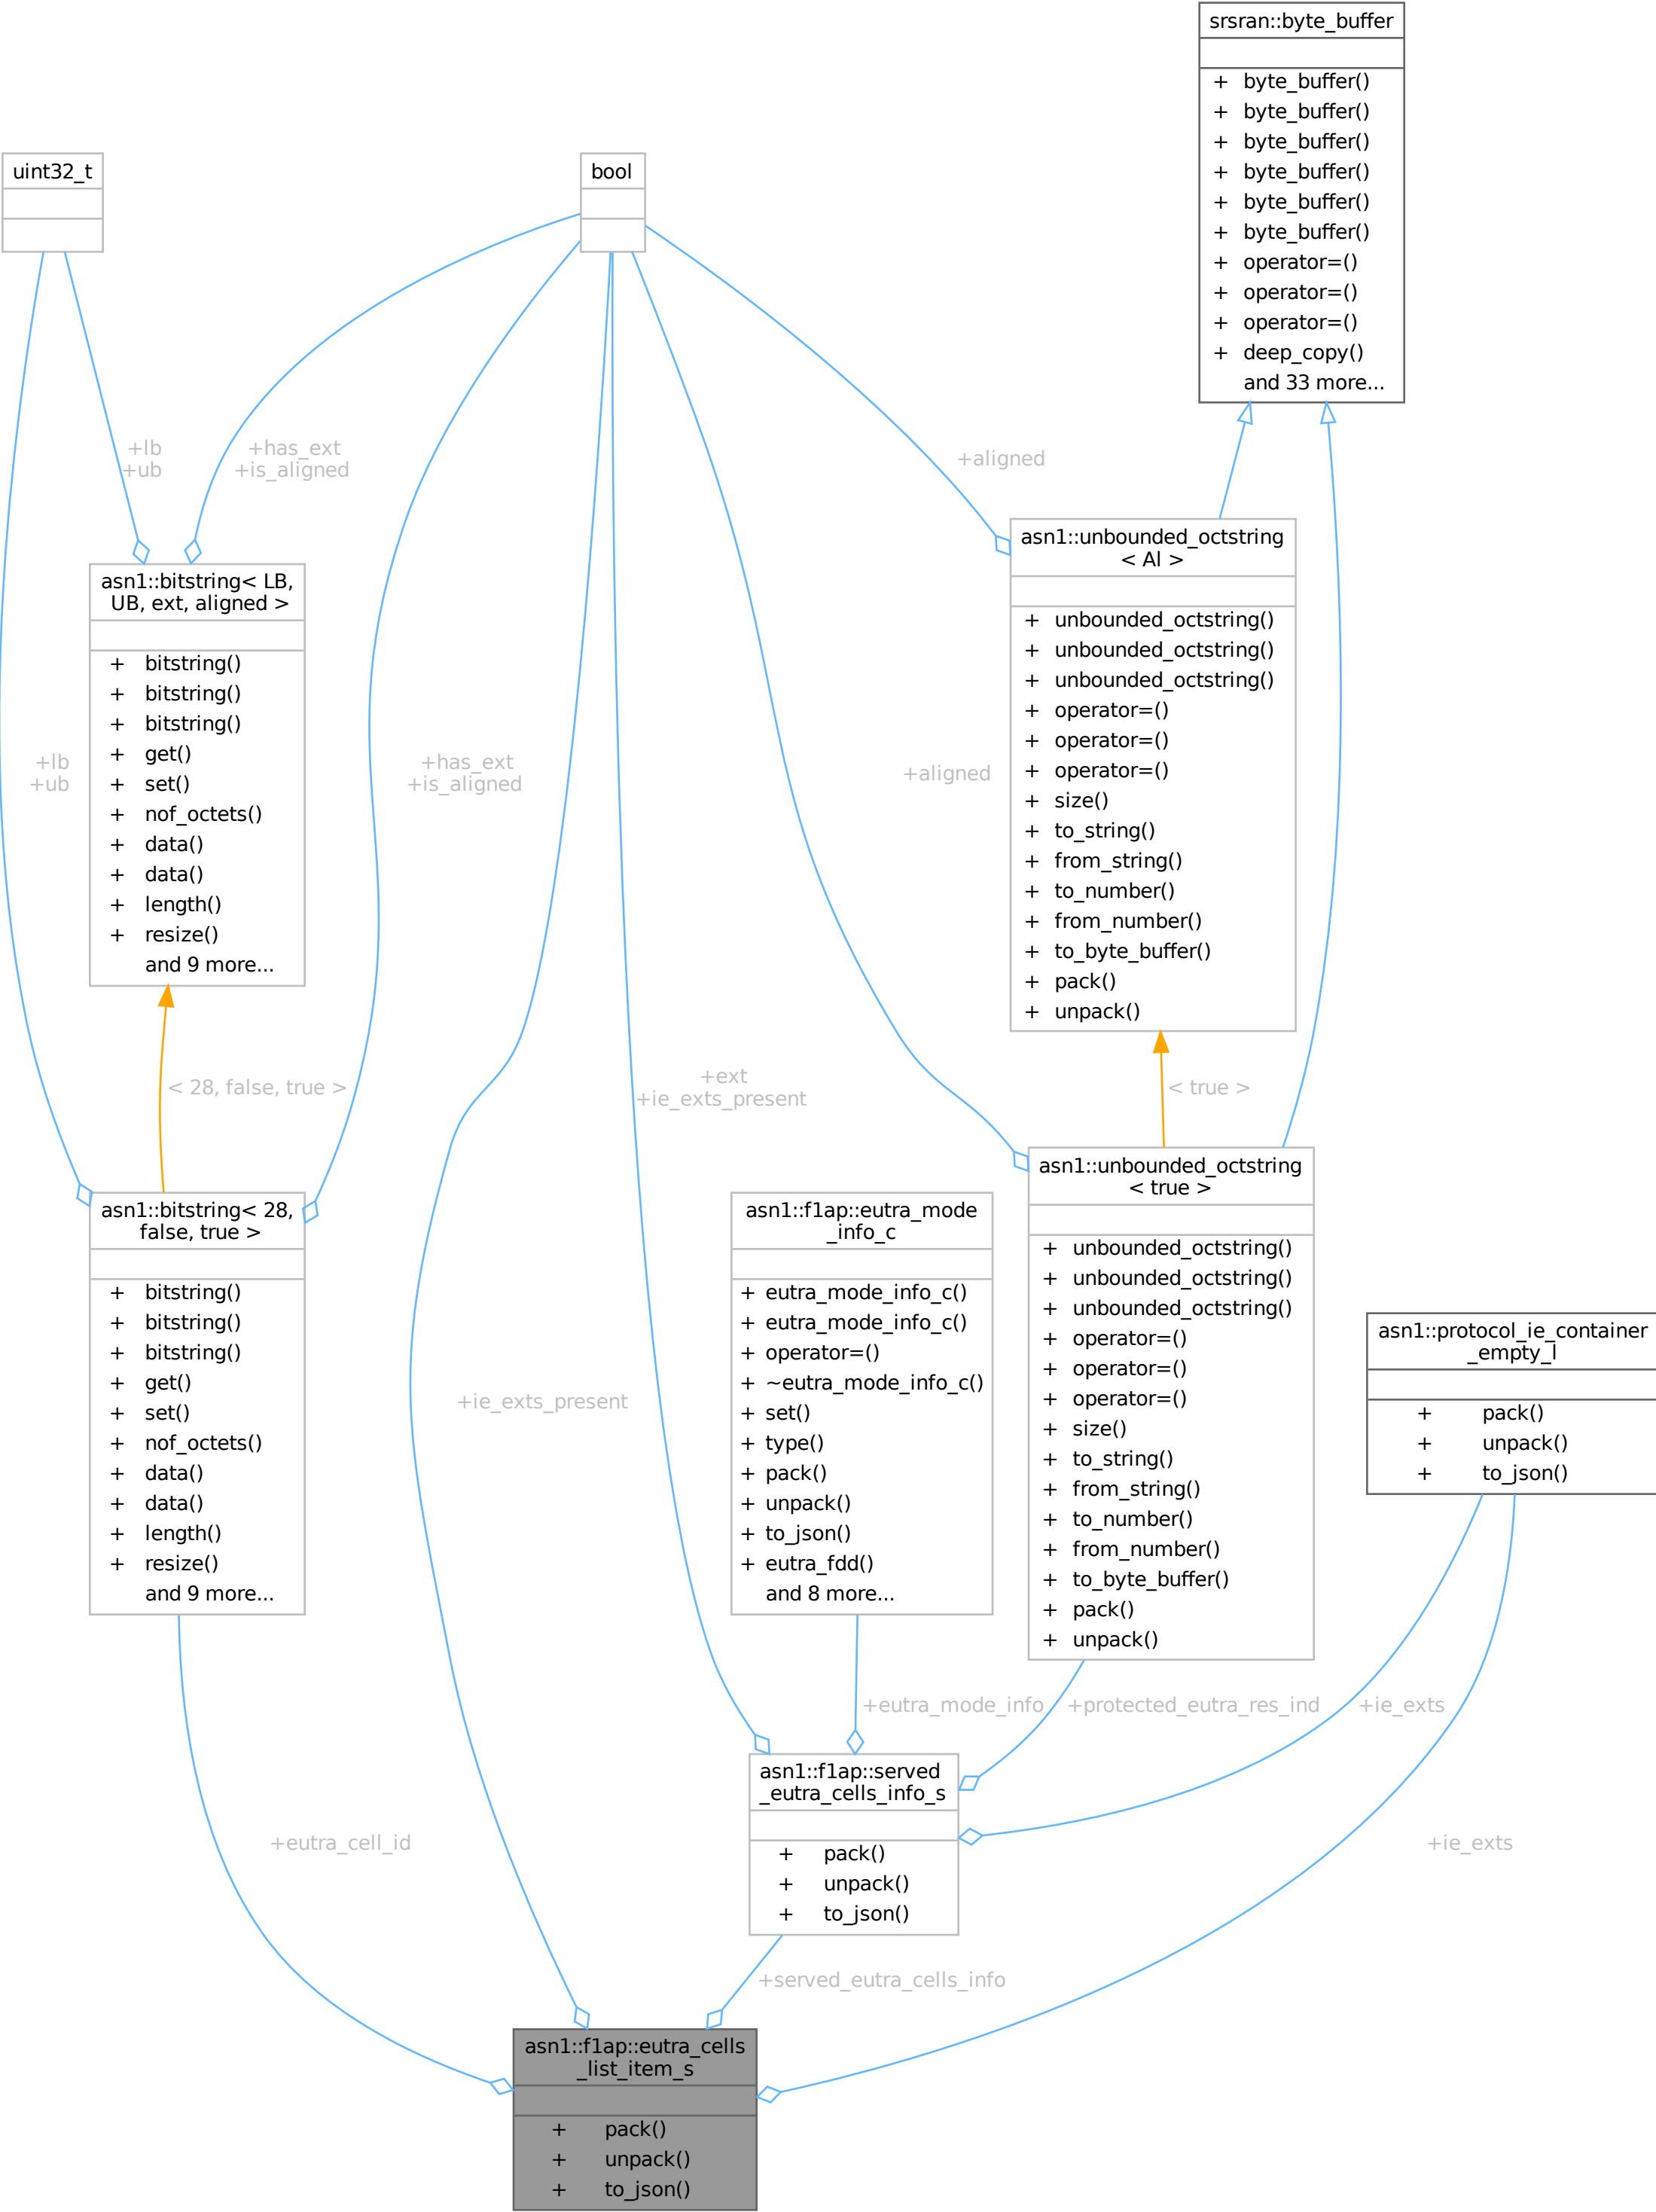 srsran::byte_buffer
+ byte_buffer()
+ byte_buffer()
+ byte_buffer()
+ byte_buffer()
+ byte_buffer()
+ byte_buffer()
+ operator=()
+ operator=()
+ operator=()
+ deep_copy()
and 33 more...
uint32_t
bool
+lb
+ub
+has_ext
+is_aligned
+aligned
asn1::unbounded_octstring
< Al >
+ unbounded_octstring()
+ unbounded_octstring()
+ unbounded_octstring()
+ operator=()
+ operator=()
+ operator=()
+ size()
+ to_string()
+ from_string()
+ to_number()
+ from_number()
+ to_byte_buffer()
+ pack()
+ unpack()
asn1::bitstring< LB,
UB, ext, aligned >
+ bitstring()
+ bitstring()
+ bitstring()
+ get()
+ set()
+ nof_octets()
+ data()
+ data()
+ length()
+ resize()
and 9 more...
+lb
+ub
+has_ext
+is_aligned
+aligned
< 28, false, true >
+ext
+ie_exts_present
< true >
asn1::bitstring< 28,
false, true >
+ bitstring()
+ bitstring()
+ bitstring()
+ get()
+ set()
+ nof_octets()
+ data()
+ data()
+ length()
+ resize()
and 9 more...
+ie_exts_present
asn1::f1ap::eutra_mode
_info_c
+ eutra_mode_info_c()
+ eutra_mode_info_c()
+ operator=()
+ ~eutra_mode_info_c()
+ set()
+ type()
+ pack()
+ unpack()
+ to_json()
+ eutra_fdd()
and 8 more...
asn1::unbounded_octstring
< true >
+ unbounded_octstring()
+ unbounded_octstring()
+ unbounded_octstring()
+ operator=()
+ operator=()
+ operator=()
+ size()
+ to_string()
+ from_string()
+ to_number()
+ from_number()
+ to_byte_buffer()
+ pack()
+ unpack()
asn1::protocol_ie_container
_empty_l
+ pack()
+ unpack()
+ to_json()
+eutra_mode_info
+protected_eutra_res_ind
+ie_exts
asn1::f1ap::served
_eutra_cells_info_s
+ pack()
+ unpack()
+ to_json()
+eutra_cell_id
+ie_exts
+served_eutra_cells_info
asn1::f1ap::eutra_cells
_list_item_s
+ pack()
+ unpack()
+ to_json()